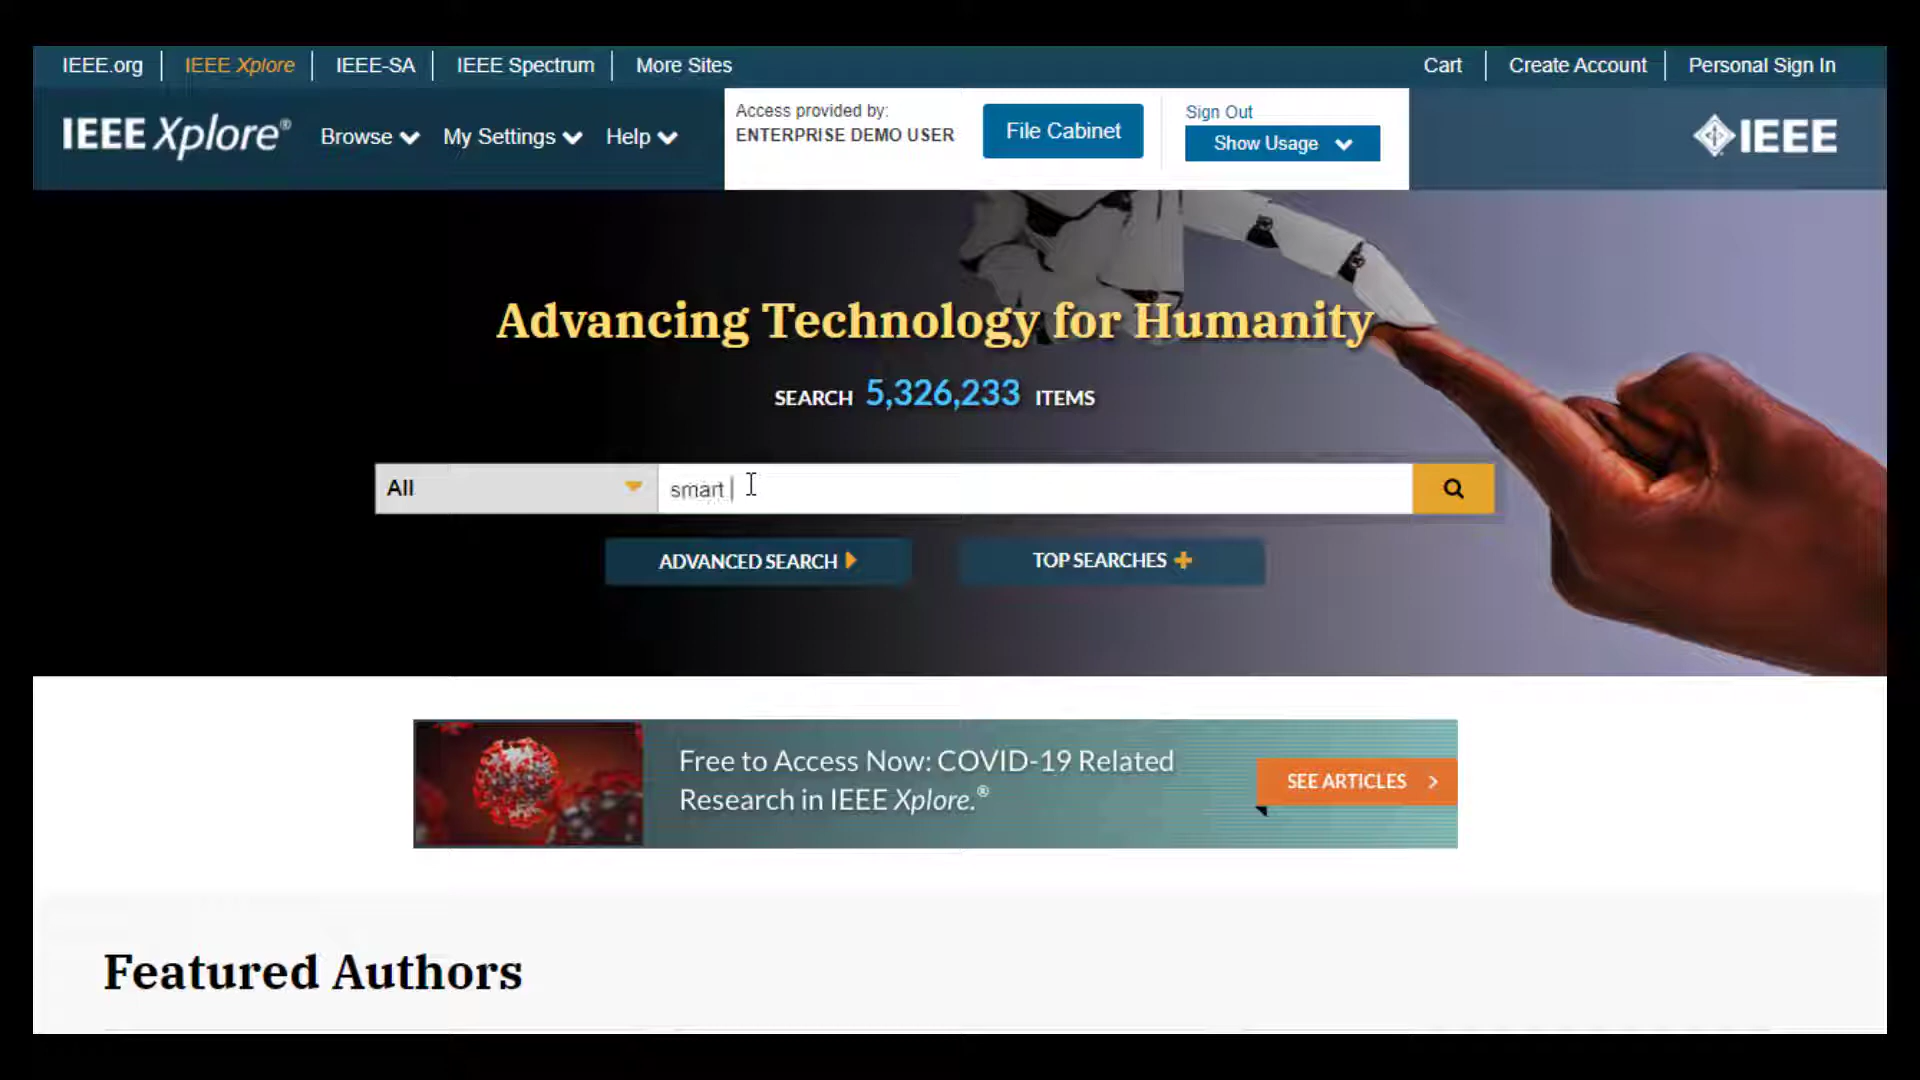 IEEE.org
IEEE Xplore
IEEE-SA
IEEE Spectrum
More Sites
Cart
Create Account
Personal Sign In
IEEE Xplore®
Browse
My Settings
Help
Access provided by:
ENTERPRISE DEMO USER
File Cabinet
Sign Out
Show Usage
IEEE
Advancing Technology for Humanity
SEARCH 5,326,233 ITEMS
All
smart
ADVANCED SEARCH
TOP SEARCHES
Free to Access Now: COVID-19 Related
Research in IEEE Xplore.®
SEE ARTICLES
Featured Authors